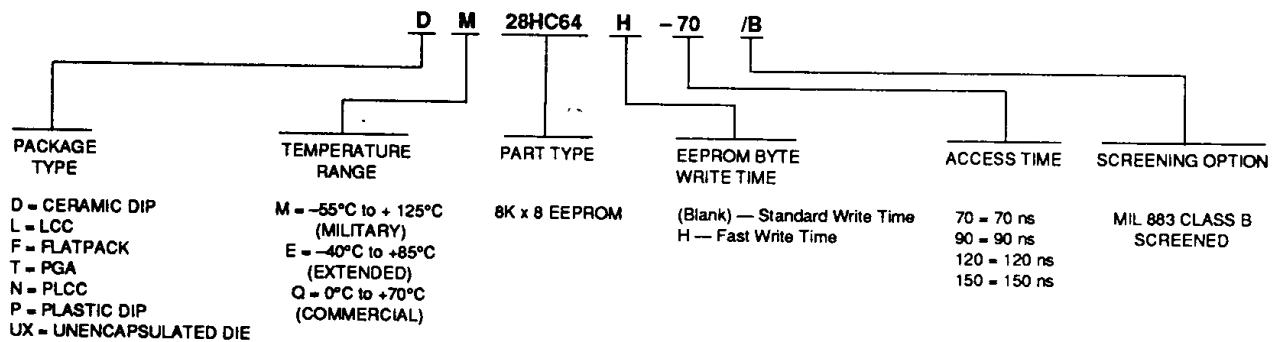 D M 28HC64 H -70 /B
PACKAGE
TYPE
D = CERAMIC DIP
L = LCC
F = FLATPACK
T = PGA
N = PLCC
P = PLASTIC DIP
UX = UNENCAPSULATED DIE
TEMPERATURE
RANGE
M = –55°C to + 125°C
(MILITARY)
E = –40°C to +85°C
(EXTENDED)
Q = 0°C to +70°C
(COMMERCIAL)
PART TYPE
8K x 8 EEPROM
EEPROM BYTE
WRITE TIME
(Blank) — Standard Write Time
H — Fast Write Time
ACCESS TIME
70 = 70 ns
90 = 90 ns
120 = 120 ns
150 = 150 ns
SCREENING OPTION
MIL 883 CLASS B
SCREENED